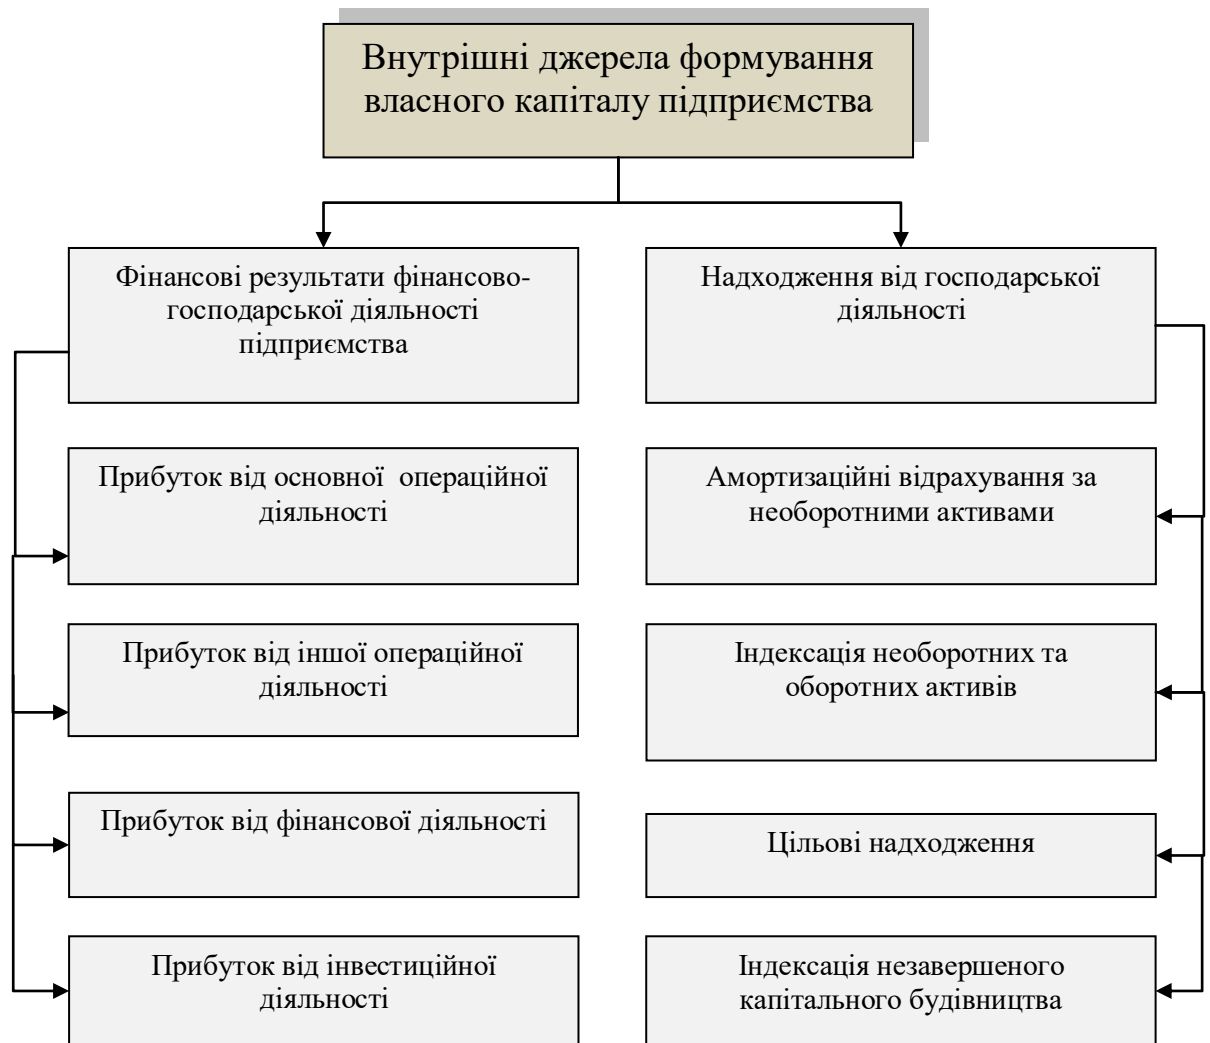 Внутрішні джерела формування
власного капіталу підприємства
Фінансові результати фінансово-
господарської діяльності
підприємства
Надходження від господарської
діяльності
Прибуток від основної операційної
діяльності
Амортизаційні відрахування за
необоротними активами
Прибуток від іншої операційної
діяльності
Індексація необоротних та
оборотних активів
Прибуток від фінансової діяльності
Цільові надходження
Прибуток від інвестиційної
діяльності
Індексація незавершеного
капітального будівництва